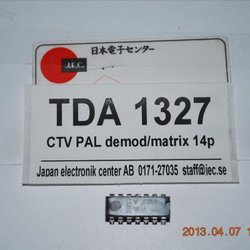 日本電子センター
J.E.C.
TDA 1327
CTV PAL demod/matrix 14p
Japan electronik center AB 0171-27035 staff@jec.se
2013.04.07